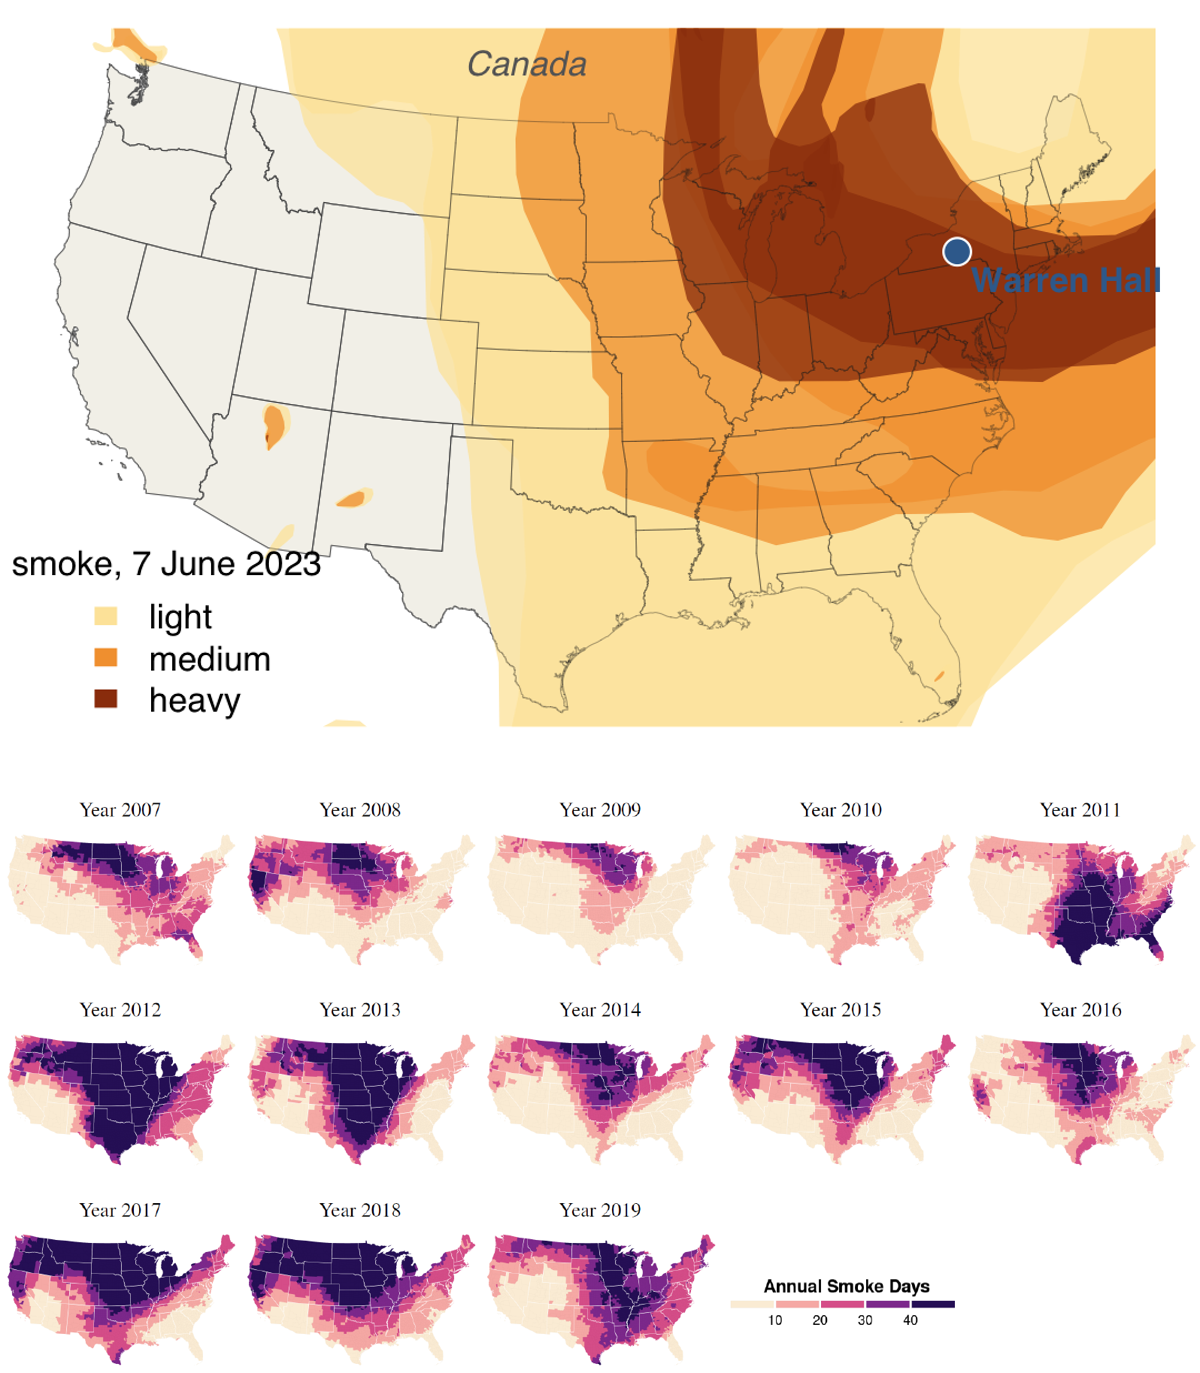 Canada
Warren Hall
smoke, 7 June 2023
light
medium
heavy
Year 2007
Year 2008
Year 2009
Year 2010
Year 2011
Year 2012
Year 2013
Year 2014
Year 2015
Year 2016
Year 2017
Year 2018
Year 2019
Annual Smoke Days
10 20 30 40